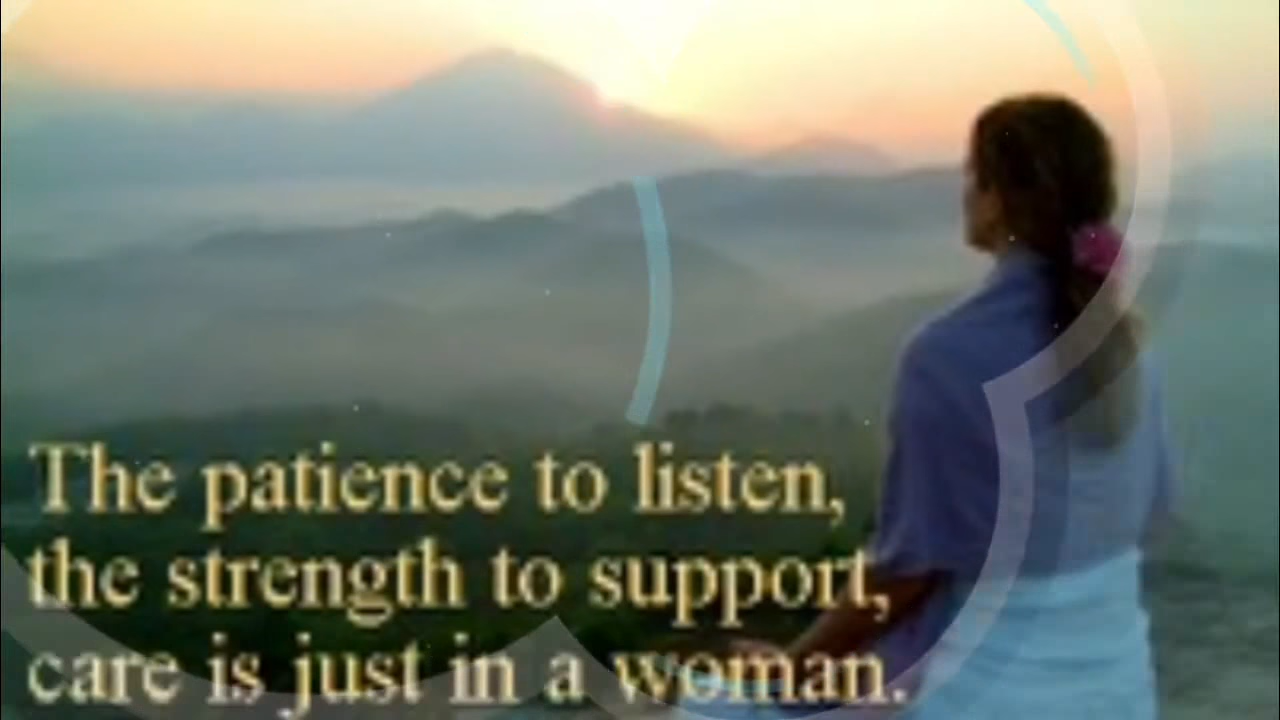 The patience to listen,
the strength to support,
care is just in a woman.